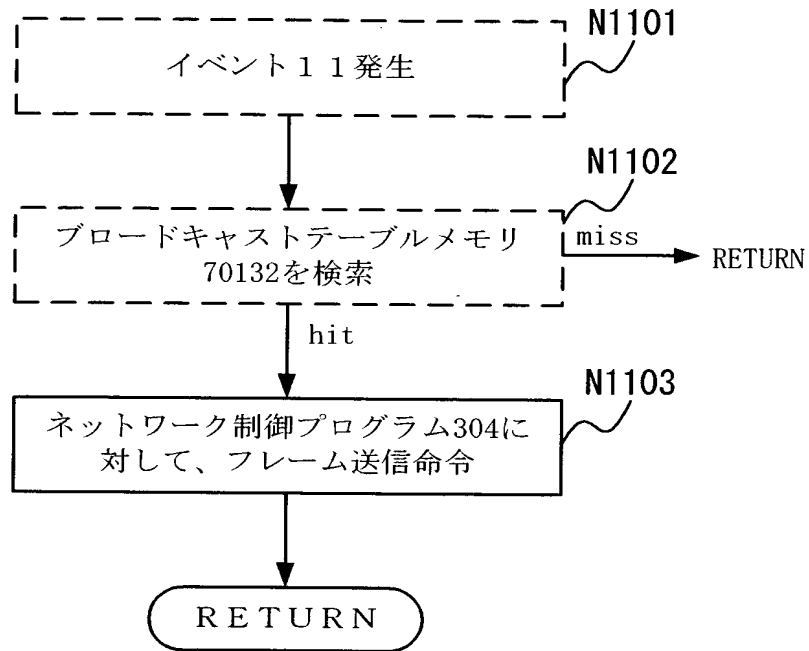 N1101
イベント１１発生
N1102
ブロードキャストテーブルメモリ
70132を検索
miss
RETURN
hit
N1103
ネットワーク制御プログラム304に
対して、フレーム送信命令
RETURN